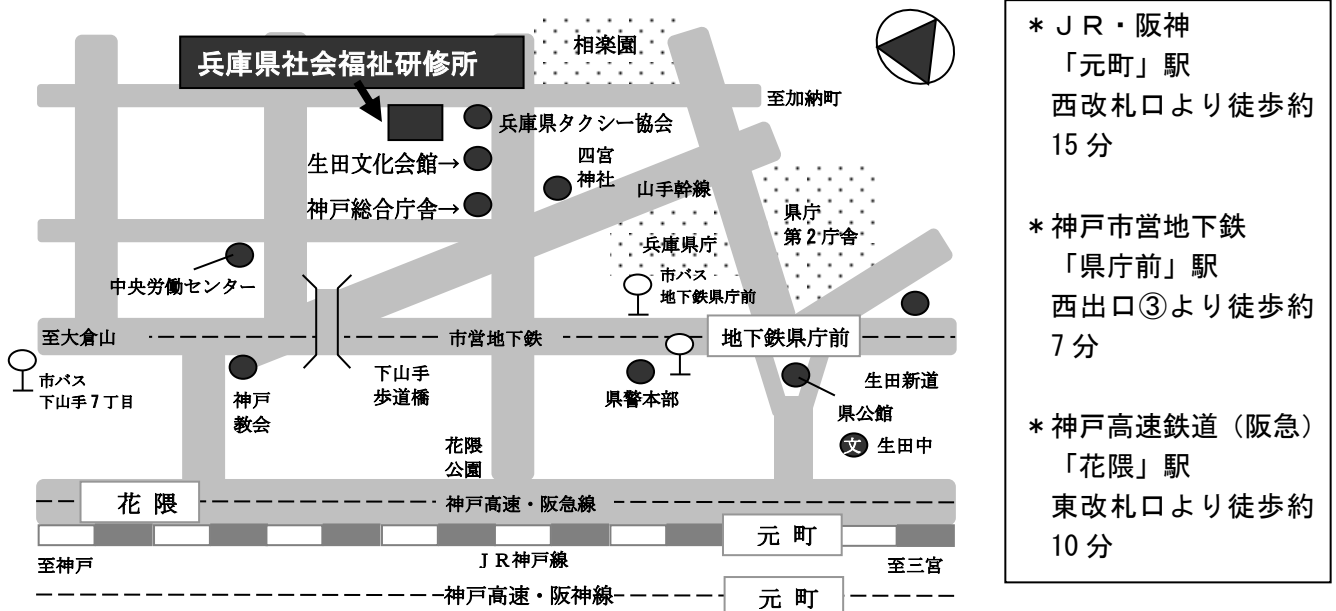 相楽園
兵庫県社会福祉研修所
至加納町
兵庫県タクシー協会
生田文化会館→
四宮
神社
山手幹線
神戸総合庁舎→
県庁
第2庁舎
兵庫県庁
中央労働センター
市バス
地下鉄県庁前
至大倉山
市営地下鉄
地下鉄県庁前
市バス
下山手7丁目
神戸
教会
下山手
歩道橋
県警本部
生田新道
県公館
文 生田中
花隈
公園
花 隈
神戸高速・阪急線
元 町
至神戸
JR神戸線
至三宮
神戸高速・阪神線
元 町
*JR・阪神
「元町」駅
西改札口より徒歩約
15分
*神戸市営地下鉄
「県庁前」駅
西出口③より徒歩約
7分
*神戸高速鉄道（阪急）
「花隈」駅
東改札口より徒歩約
10分